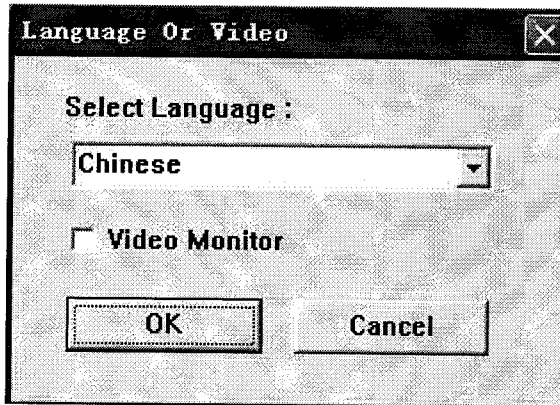 Language Or Video
Select Language :
Chinese
Video Monitor
OK
Cancel